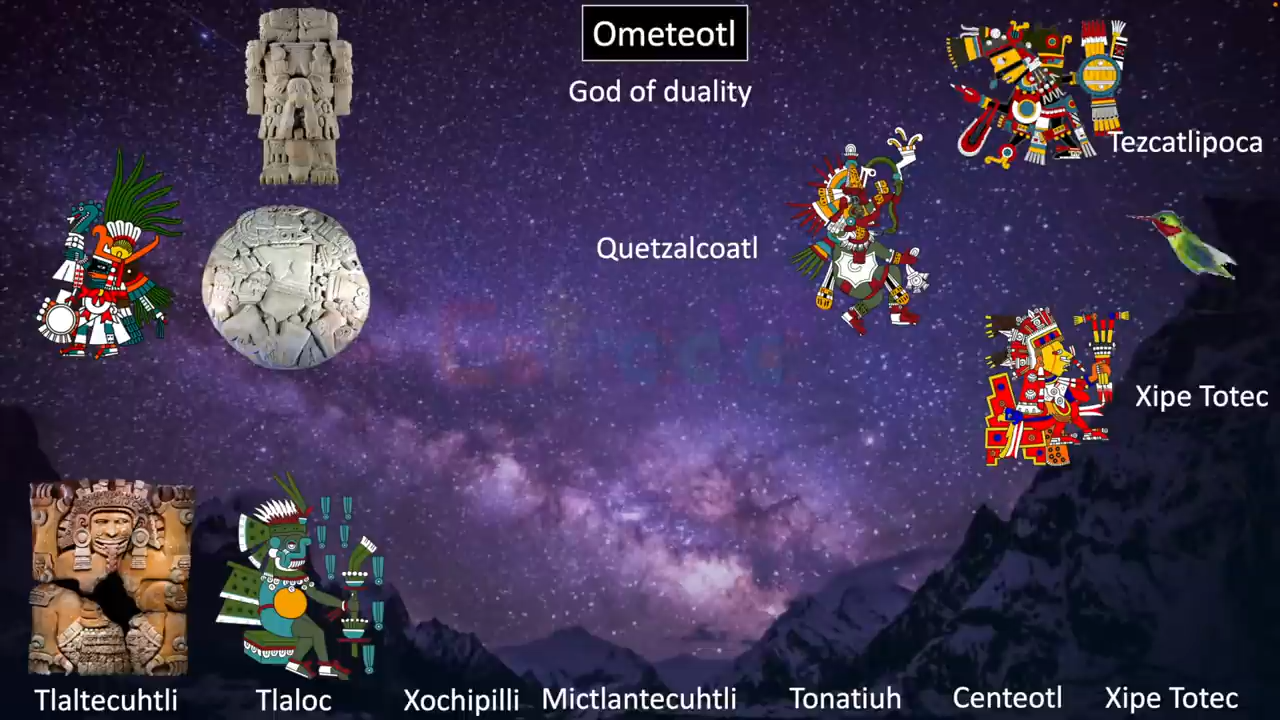 Ometeotl
God of duality
Tezcatlipoca
Quetzalcoatl
Xipe Totec
Tlaltecuhtli
Tlaloc
Xochipilli
Mictlantecuhtli
Tonatiuh
Centeotl
Xipe Totec